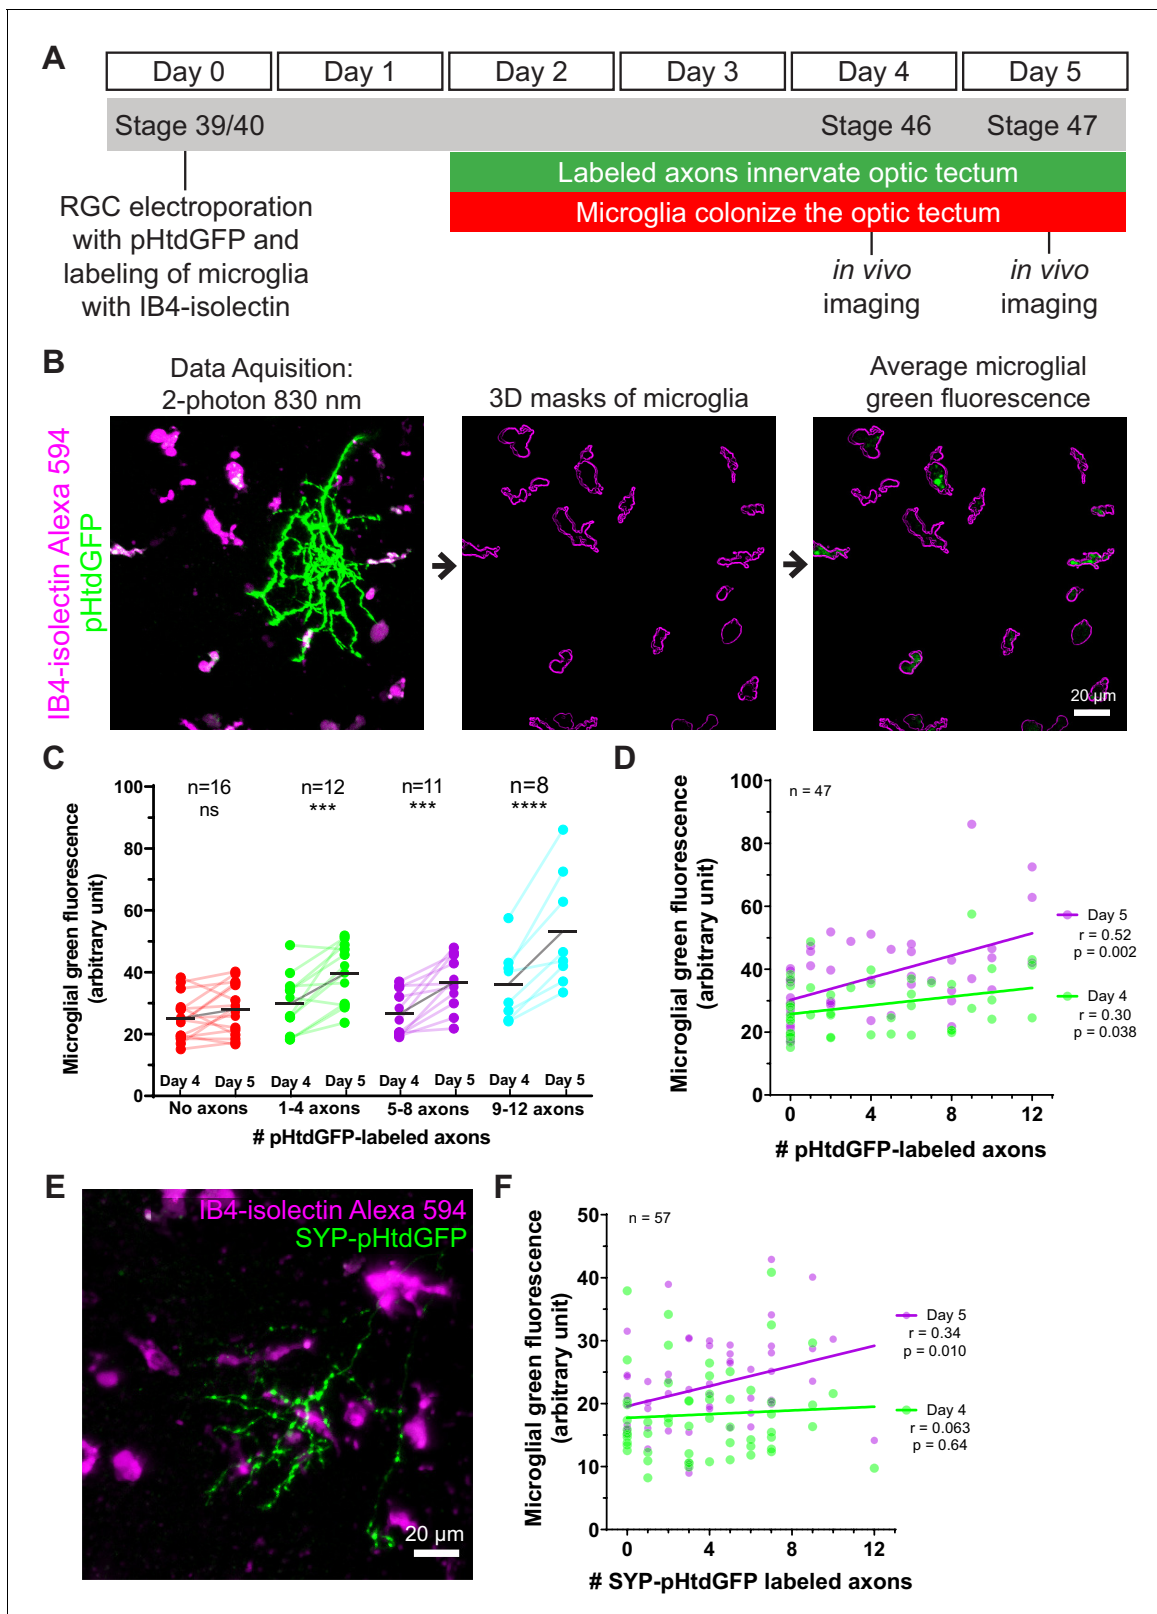 A
Day 0
Day 1
Day 2
Day 3
Day 4
Day 5
Stage 39/40
Stage 46
Stage 47
Labeled axons innervate optic tectum
Microglia colonize the optic tectum
RGC electroporation
with pHtdGFP and
labeling of microglia
with IB4-isolectin
in vivo
imaging
in vivo
imaging
B
Data Aquisition:
2-photon 830 nm
3D masks of microglia
Average microglial
green fluorescence
IB4-isolectin Alexa 594
pHtdGFP
20 µm
C
Microglial green fluorescence
(arbitrary unit)
100
80
60
40
20
0
n=16
ns
n=12
***
n=11
***
n=8
****
Day 4
Day 5
Day 4
Day 5
Day 4
Day 5
Day 4
Day 5
No axons
1-4 axons
5-8 axons
9-12 axons
# pHtdGFP-labeled axons
D
Microglial green fluorescence
(arbitrary unit)
100
80
60
40
20
0
n = 47
Day 5
r = 0.52
p = 0.002
Day 4
r = 0.30
p = 0.038
0
4
8
12
# pHtdGFP-labeled axons
E
IB4-isolectin Alexa 594
SYP-pHtdGFP
20 µm
F
Microglial green fluorescence
(arbitrary unit)
50
40
30
20
10
0
n = 57
Day 5
r = 0.34
p = 0.010
Day 4
r = 0.063
p = 0.64
0
4
8
12
# SYP-pHtdGFP labeled axons